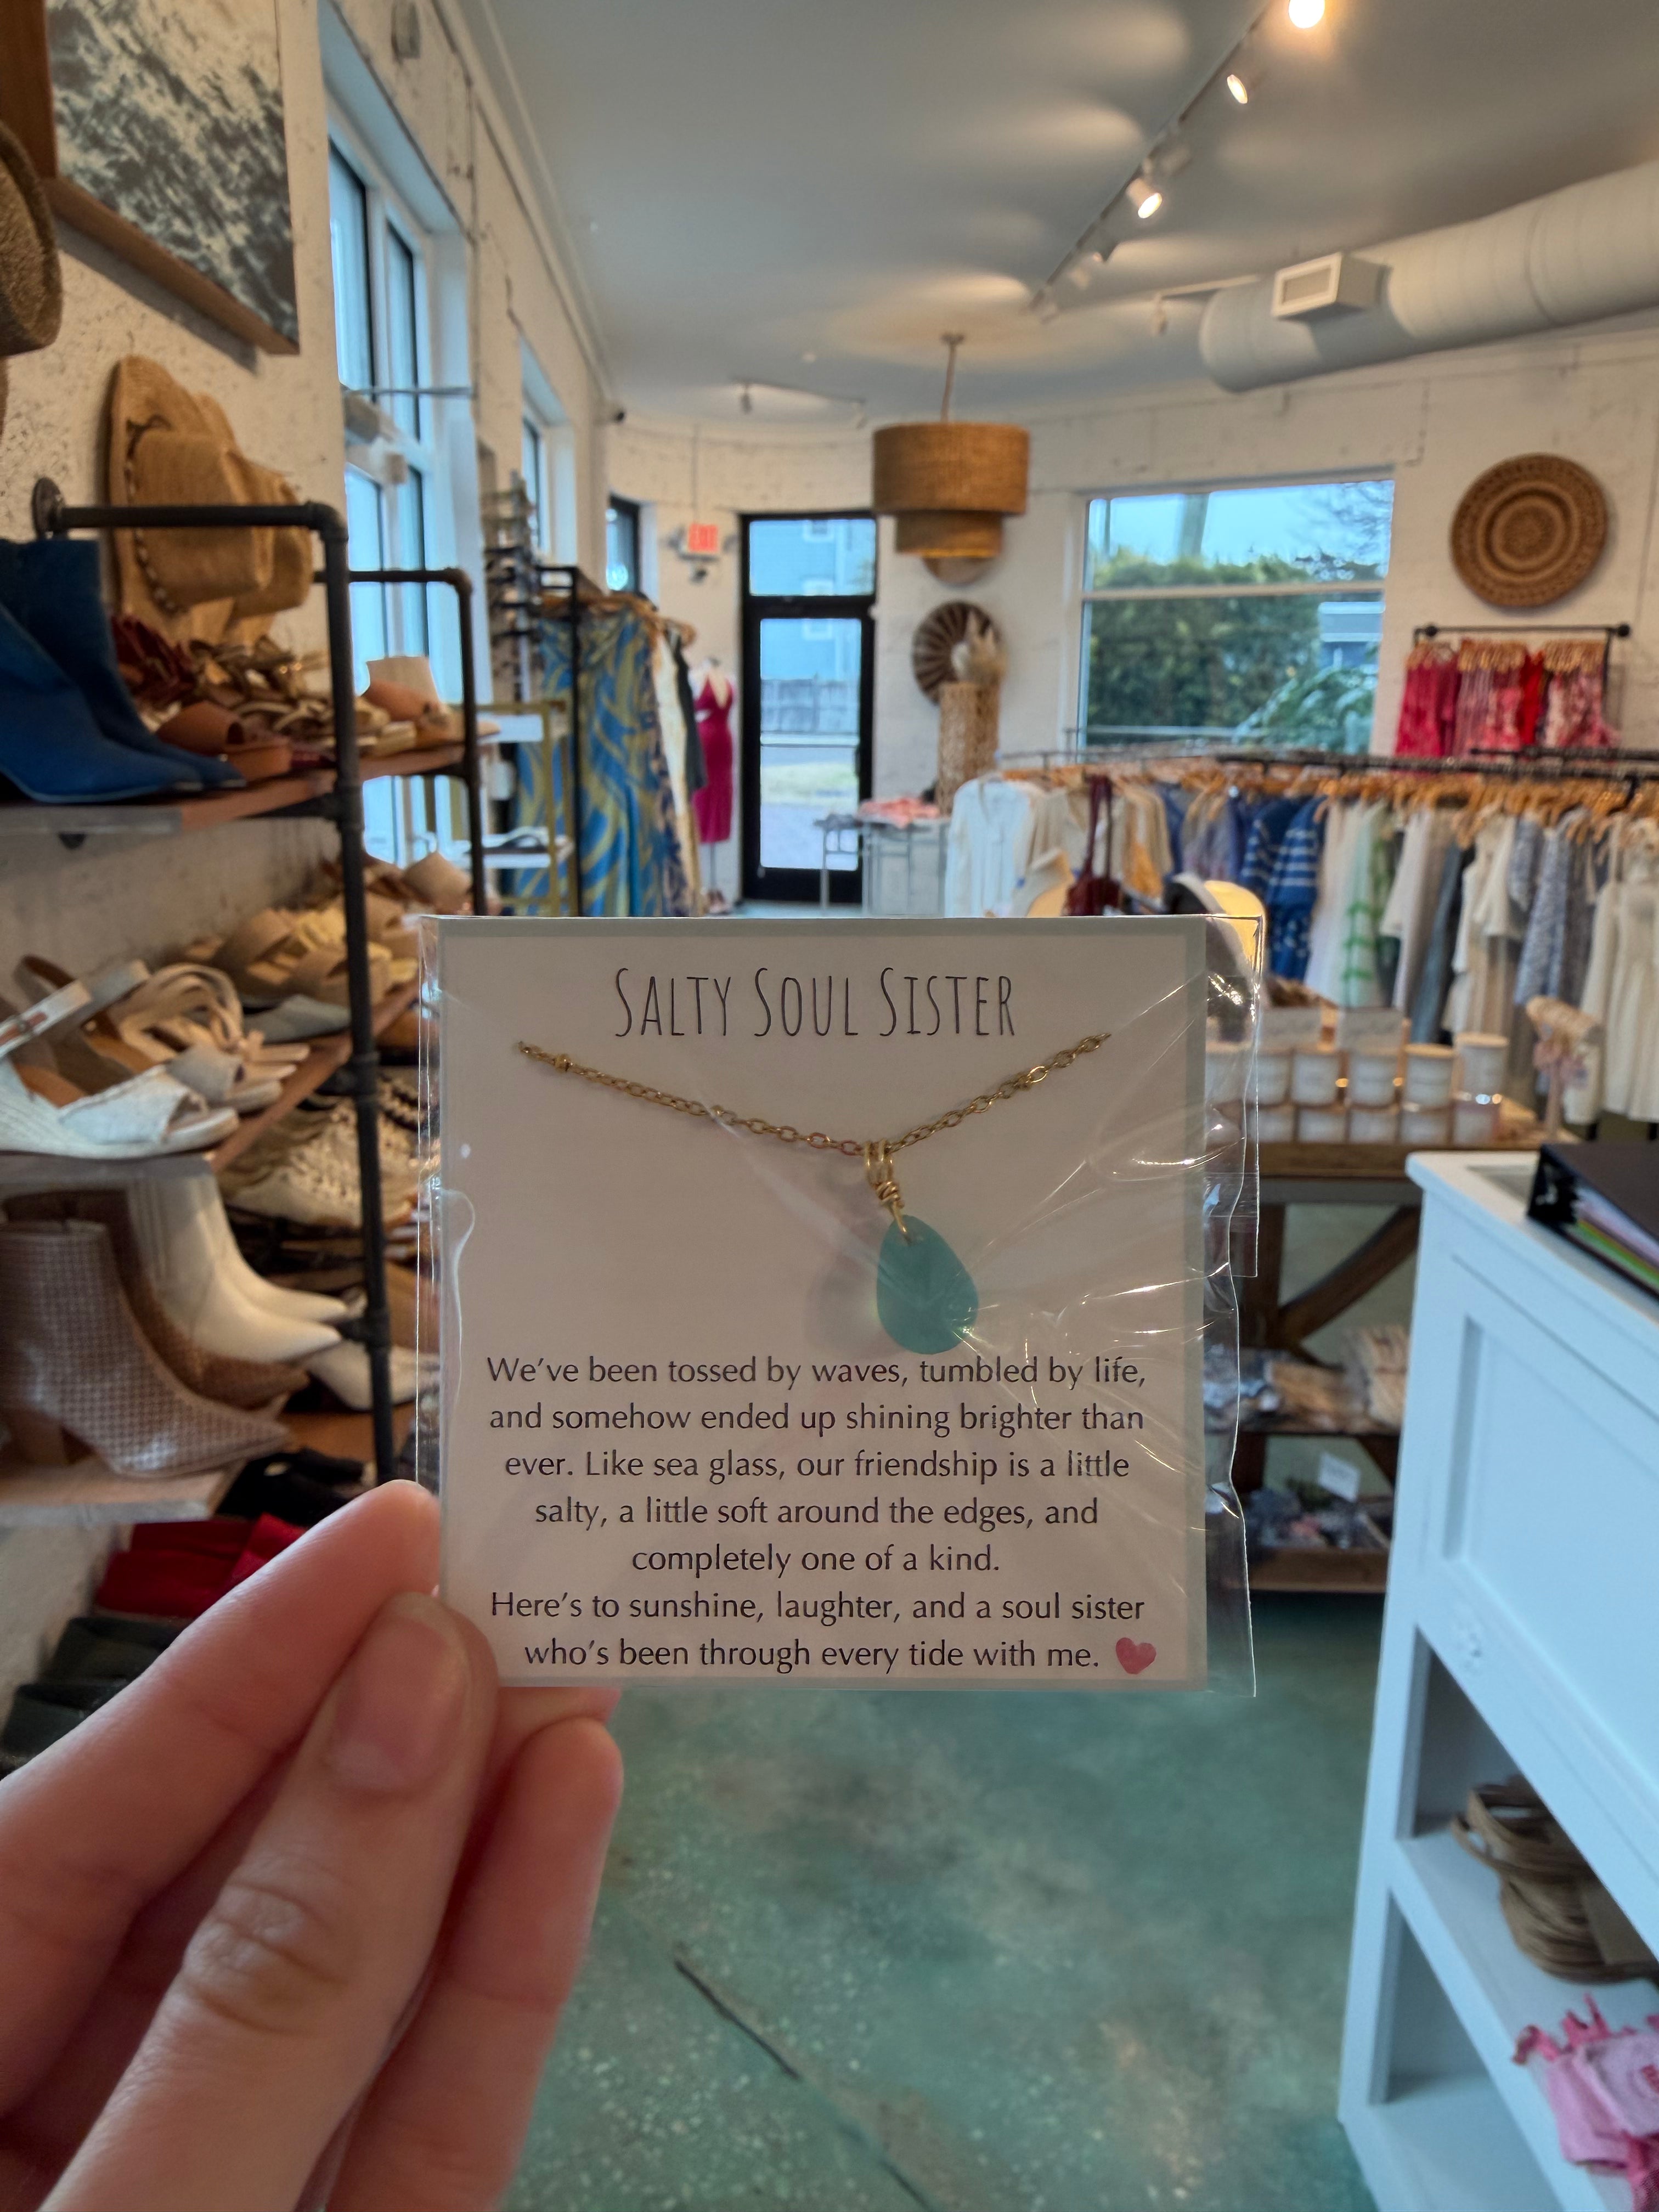 EXIT
SALTY SOUL SISTER
We've been tossed by waves, tumbled by life,
and somehow ended up shining brighter than
ever. Like sea glass, our friendship is a little
salty, a little soft around the edges, and
completely one of a kind.
Here's to sunshine, laughter, and a soul sister
who's been through every tide with me.